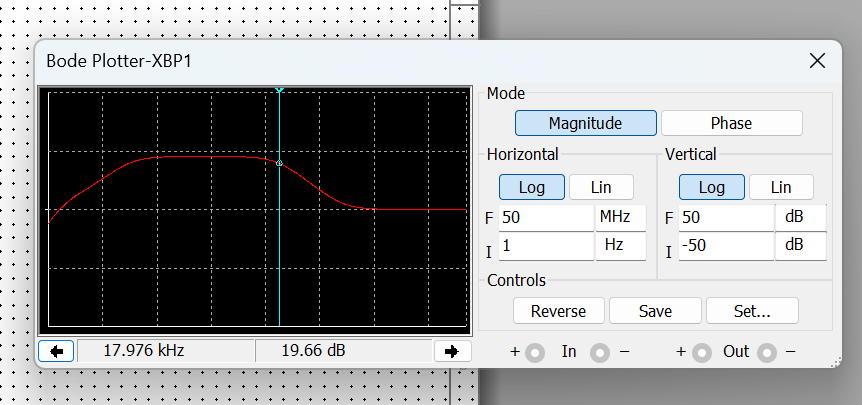 Bode Plotter-XBP1
Mode
Magnitude Phase
Horizontal Vertical
Log Lin Log Lin
F 50 MHz F 50 dB
I 1 Hz I -50 dB
Controls
Reverse Save Set...
17.976 kHz 19.66 dB
+ In − + Out −